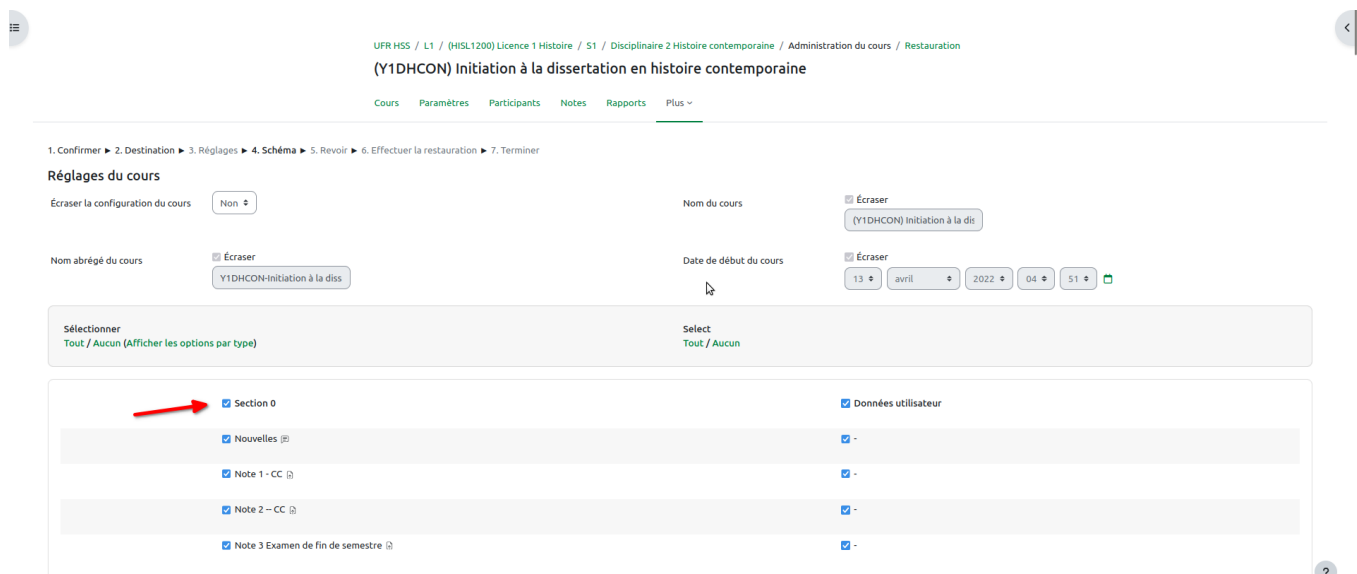 UFR HSS / L1 / (HISL1200) Licence 1 Histoire / S1 / Disciplinaire 2 Histoire contemporaine / Administration du cours / Restauration
(Y1DHCON) Initiation à la dissertation en histoire contemporaine
Cours Paramètres Participants Notes Rapports Plus
1. Confirmer ► 2. Destination ► 3. Réglages ► 4. Schéma ► 5. Revoir ► 6. Effectuer la restauration ► 7. Terminer
Réglages du cours
Écraser la configuration du cours Non Nom du cours Écraser
(Y1DHCON) Initiation à la dis
Nom abrégé du cours Écraser Date de début du cours Écraser
Y1DHCON-Initiation à la diss 13 avril 2022 04 51
Sélectionner Select
Tout / Aucun (Afficher les options par type) Tout / Aucun
Section 0 Données utilisateur
Nouvelles -
Note 1 - CC -
Note 2 – CC -
Note 3 Examen de fin de semestre -
?